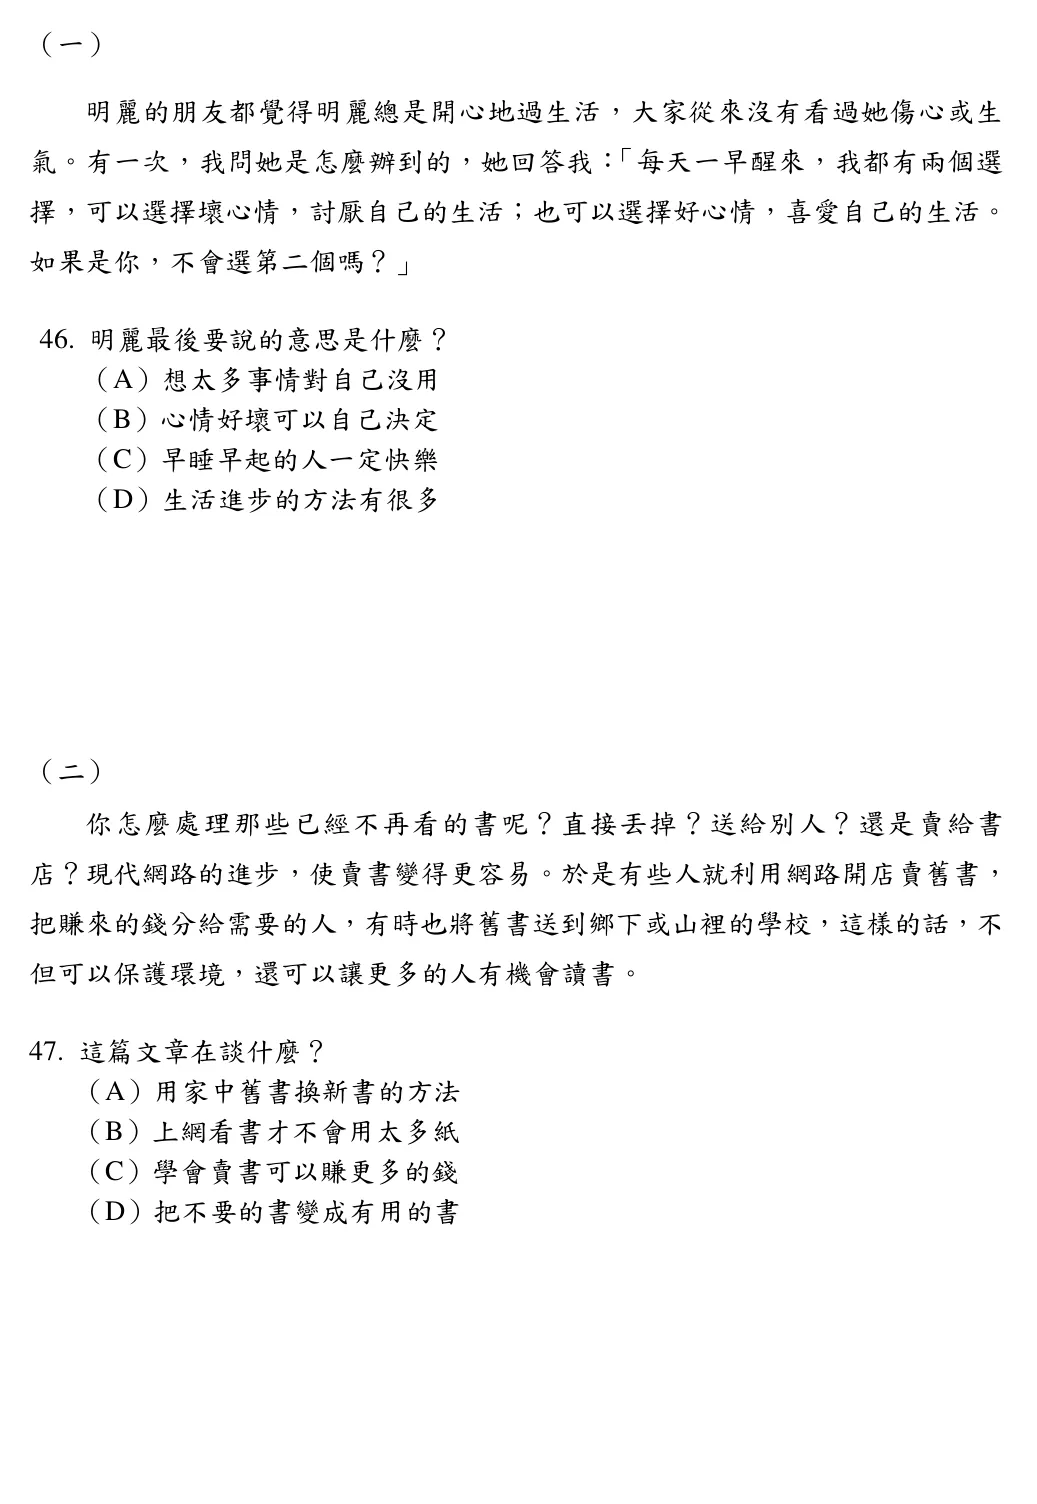 （一）
明麗的朋友都覺得明麗總是開心地過生活，大家從來沒有看過她傷心或生
氣。有一次，我問她是怎麼辦到的，她回答我：「每天一早醒來，我都有兩個選
擇，可以選擇壞心情，討厭自己的生活；也可以選擇好心情，喜愛自己的生活。
如果是你，不會選第二個嗎？」
46. 明麗最後要說的意思是什麼？
（A）想太多事情對自己沒用
（B）心情好壞可以自己決定
（C）早睡早起的人一定快樂
（D）生活進步的方法有很多
（二）
你怎麼處理那些已經不再看的書呢？直接丟掉？送給別人？還是賣給書
店？現代網路的進步，使賣書變得更容易。於是有些人就利用網路開店賣舊書，
把賺來的錢分給需要的人，有時也將舊書送到鄉下或山裡的學校，這樣的話，不
但可以保護環境，還可以讓更多的人有機會讀書。
47. 這篇文章在談什麼？
（A）用家中舊書換新書的方法
（B）上網看書才不會用太多紙
（C）學會賣書可以賺更多的錢
（D）把不要的書變成有用的書